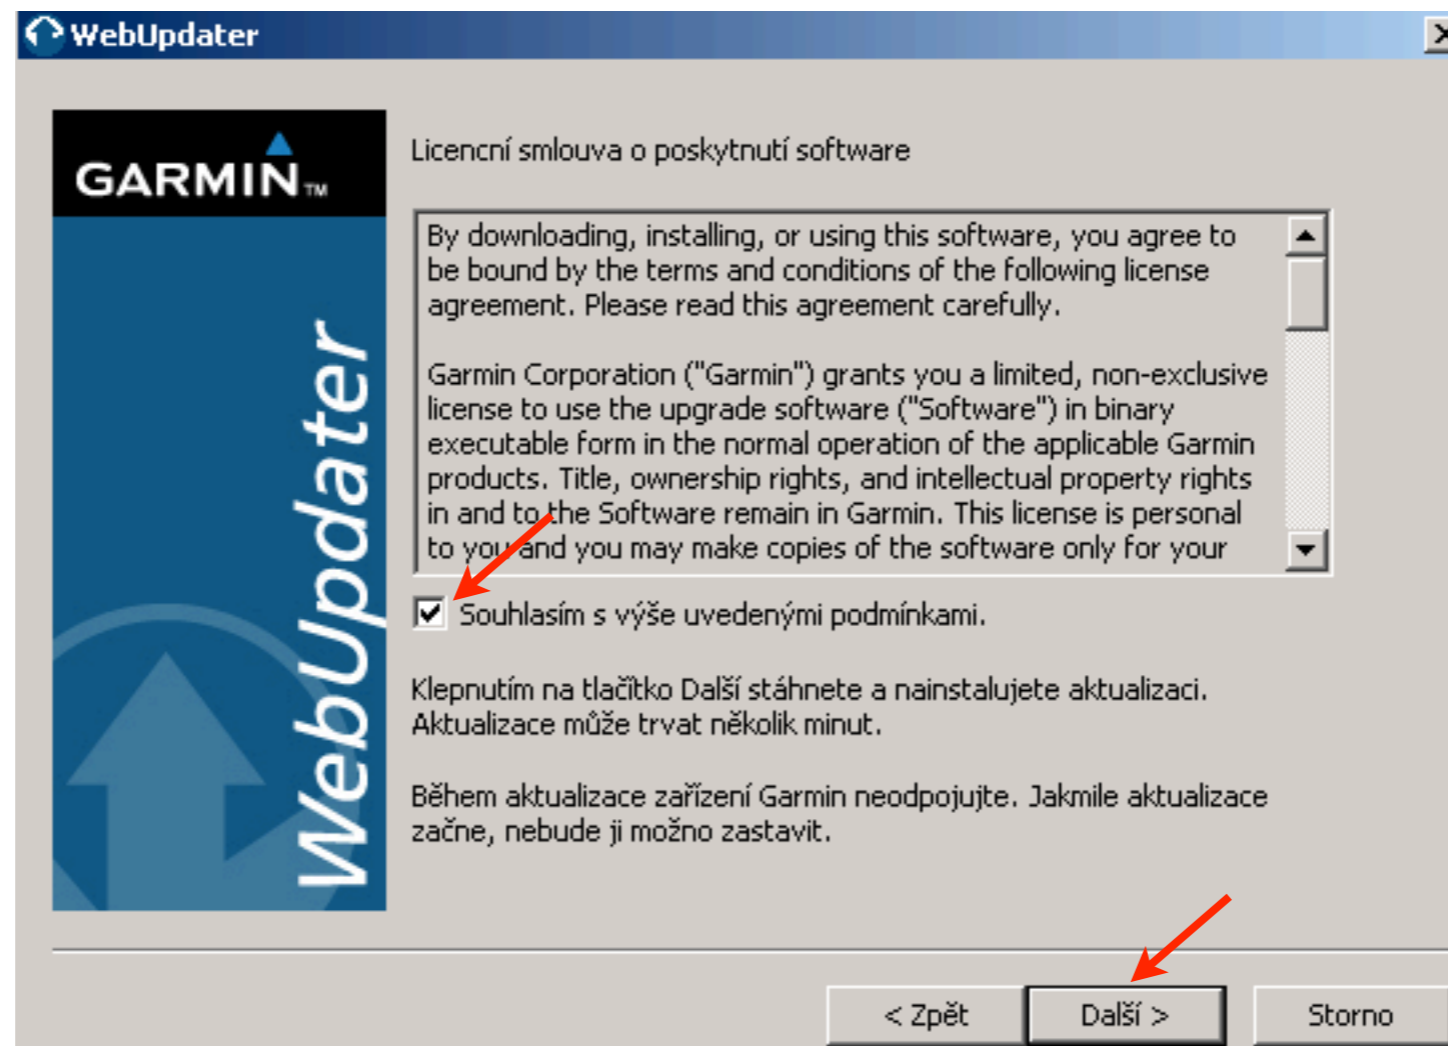 WebUpdater
GARMIN™
WebUpdater
Licencní smlouva o poskytnutí software
By downloading, installing, or using this software, you agree to
be bound by the terms and conditions of the following license
agreement. Please read this agreement carefully.
Garmin Corporation ("Garmin") grants you a limited, non-exclusive
license to use the upgrade software ("Software") in binary
executable form in the normal operation of the applicable Garmin
products. Title, ownership rights, and intellectual property rights
in and to the Software remain in Garmin. This license is personal
to you and you may make copies of the software only for your
Souhlasím s výše uvedenými podmínkami.
Klepnutím na tlačítko Další stáhnete a nainstalujete aktualizaci.
Aktualizace může trvat několik minut.
Během aktualizace zařízení Garmin neodpojujte. Jakmile aktualizace
začne, nebude ji možno zastavit.
< Zpět
Další >
Storno